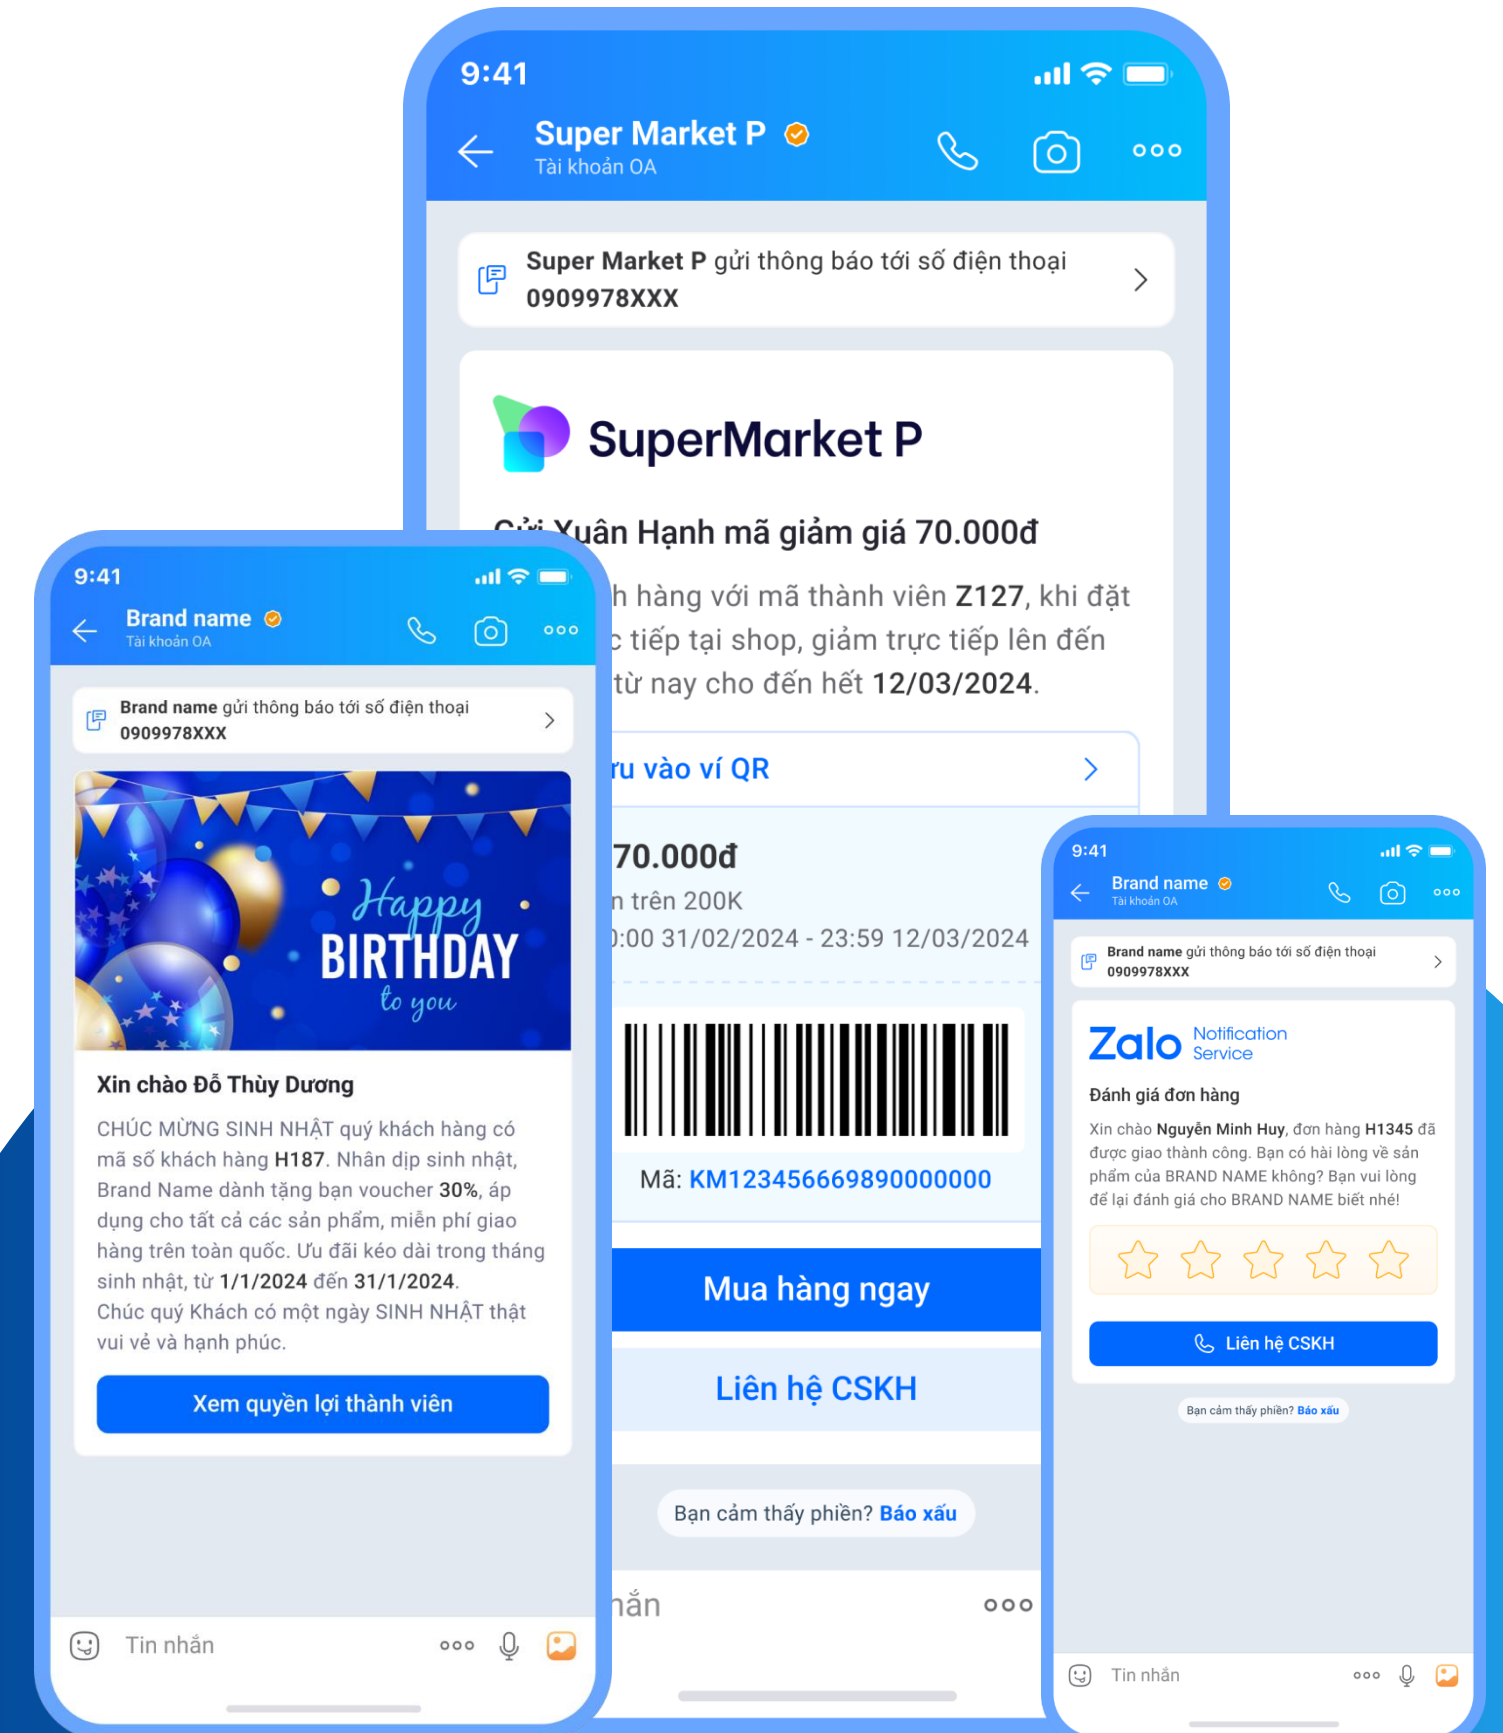 9:41
Super Market P
Tài khoản OA
Super Market P gửi thông báo tới số điện thoại
0909978XXX
SuperMarket P
Gửi Xuân Hạnh mã giảm giá 70.000đ
hàng với mã thành viên Z127, khi đặt
tiếp tại shop, giảm trực tiếp lên đến
từ nay cho đến hết 12/03/2024.
vào ví QR
70.000đ
trên 200K
31/02/2024 - 23:59 12/03/2024
Mã: KM123456669890000000
Mua hàng ngay
Liên hệ CSKH
Bạn cảm thấy phiền? Báo xấu
9:41
Brand name
Tài khoản OA
Brand name gửi thông báo tới số điện thoại
0909978XXX
Happy
BIRTHDAY
to you
Xin chào Đỗ Thùy Dương
CHÚC MỪNG SINH NHẬT quý khách hàng có
mã số khách hàng H187. Nhân dịp sinh nhật,
Brand Name dành tặng bạn voucher 30%, áp
dụng cho tất cả các sản phẩm, miễn phí giao
hàng trên toàn quốc. Ưu đãi kéo dài trong tháng
sinh nhật, từ 1/1/2024 đến 31/1/2024.
Chúc quý Khách có một ngày SINH NHẬT thật
vui vẻ và hạnh phúc.
Xem quyền lợi thành viên
Tin nhắn
9:41
Brand name
Tài khoản OA
Brand name gửi thông báo tới số điện thoại
0909978XXX
Zalo Notification
Service
Đánh giá đơn hàng
Xin chào Nguyễn Minh Huy, đơn hàng H1345 đã
được giao thành công. Bạn có hài lòng về sản
phẩm của BRAND NAME không? Bạn vui lòng
để lại đánh giá cho BRAND NAME biết nhé!
Liên hệ CSKH
Bạn cảm thấy phiền? Báo xấu
Tin nhắn